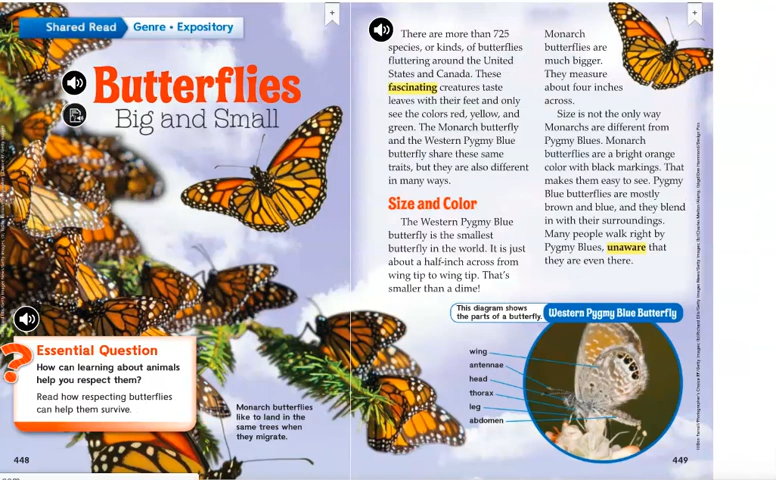 Shared Read
Genre • Expository
Butterflies
Big and Small
Essential Question
How can learning about animals
help you respect them?
Read how respecting butterflies
can help them survive.
Monarch butterflies
like to land in the
same trees when
they migrate.
448
There are more than 725
species, or kinds, of butterflies
fluttering around the United
States and Canada. These
fascinating creatures taste
leaves with their feet and only
see the colors red, yellow, and
green. The Monarch butterfly
and the Western Pygmy Blue
butterfly share these same
traits, but they are also different
in many ways.
Size and Color
The Western Pygmy Blue
butterfly is the smallest
butterfly in the world. It is just
about a half-inch across from
wing tip to wing tip. That's
smaller than a dime!
Monarch
butterflies are
much bigger.
They measure
about four inches
across.
Size is not the only way
Monarchs are different from
Pygmy Blues. Monarch
butterflies are a bright orange
color with black markings. That
makes them easy to see. Pygmy
Blue butterflies are mostly
brown and blue, and they blend
in with their surroundings.
Many people walk right by
Pygmy Blues, unaware that
they are even there.
This diagram shows
the parts of a butterfly.
Western Pygmy Blue Butterfly
wing
antennae
head
thorax
leg
abdomen
449